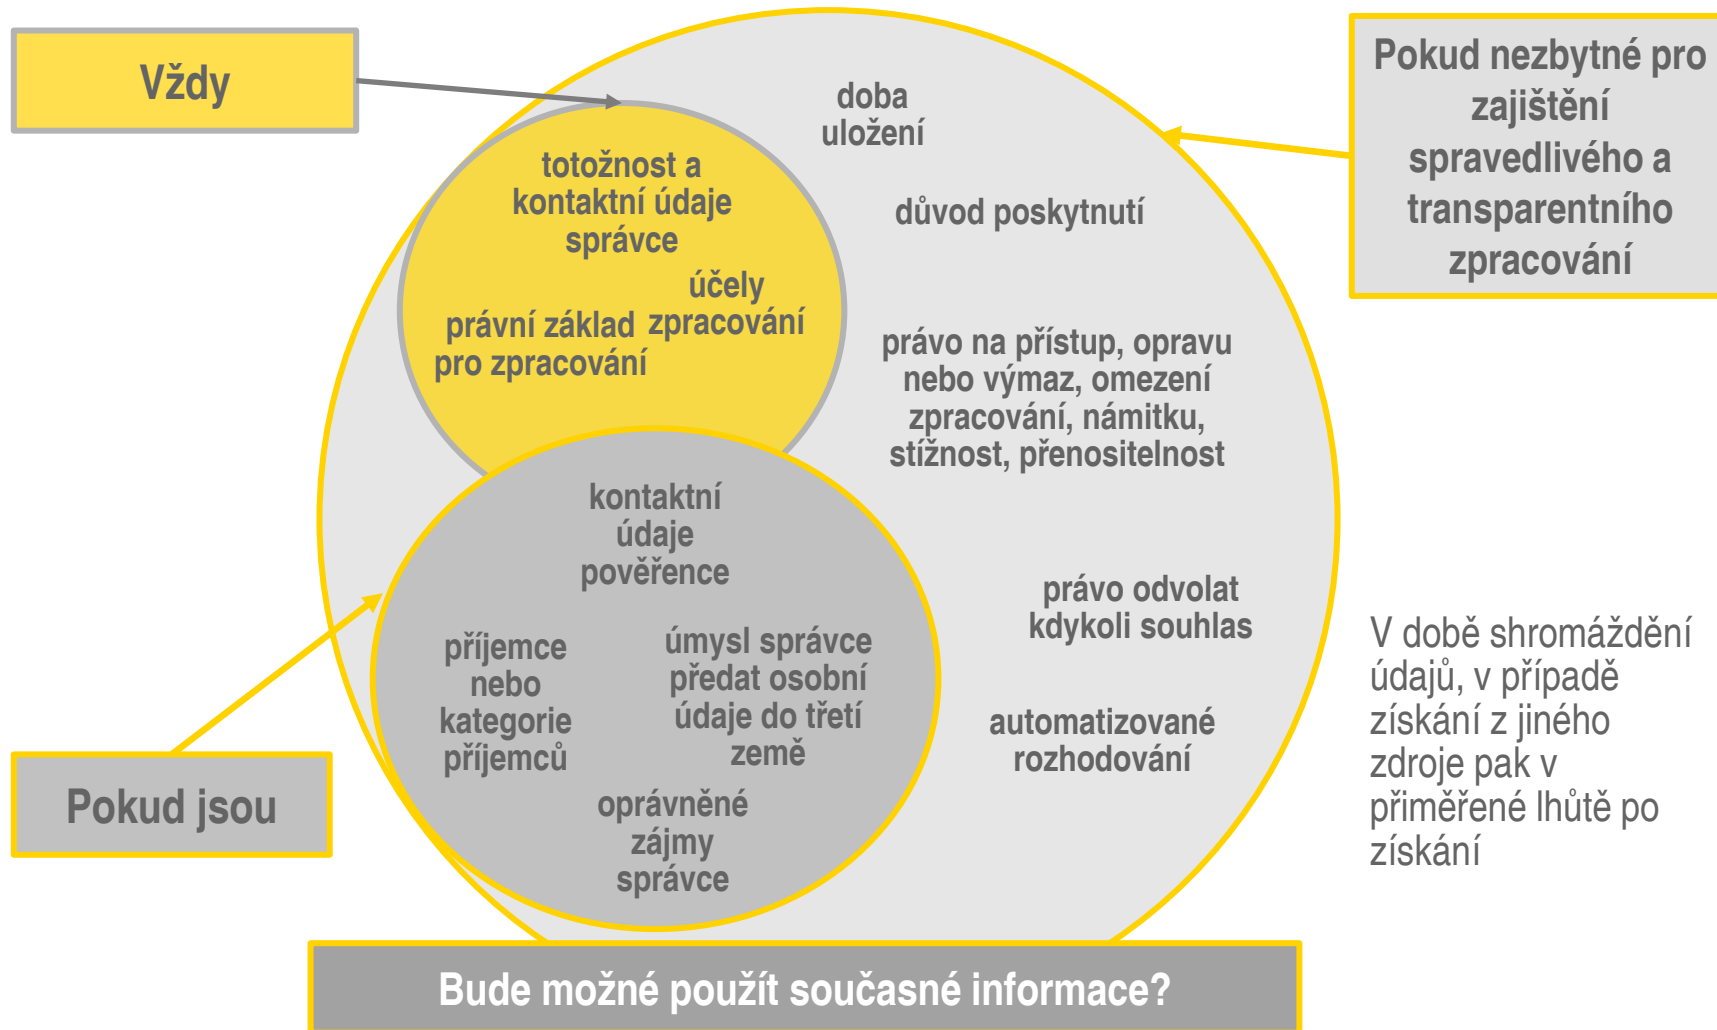 Vždy
totožnost a
kontaktní údaje
správce
účely
zpracování
právní základ
pro zpracování
doba
uložení
důvod poskytnutí
právo na přístup, opravu
nebo výmaz, omezení
zpracování, námitku,
stížnost, přenositelnost
právo odvolat
kdykoli souhlas
automatizované
rozhodování
Pokud nezbytné pro
zajištění
spravedlivého a
transparentního
zpracování
kontaktní
údaje
pověřence
příjemce
nebo
kategorie
příjemců
úmysl správce
předat osobní
údaje do třetí
země
oprávněné
zájmy
správce
Pokud jsou
V době shromáždění
údajů, v případě
získání z jiného
zdroje pak v
přiměřené lhůtě po
získání
Bude možné použít současné informace?